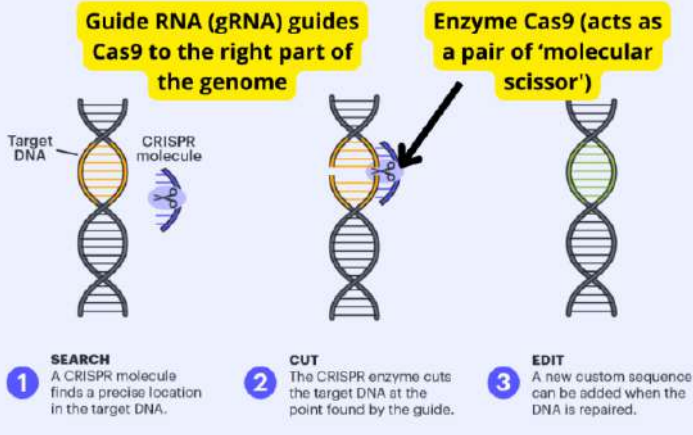 Guide RNA (gRNA) guides
Cas9 to the right part of
the genome
Enzyme Cas9 (acts as
a pair of ‘molecular
scissor')
Target
DNA
CRISPR
molecule
1
SEARCH
A CRISPR molecule
finds a precise location
in the target DNA.
2
CUT
The CRISPR enzyme cuts
the target DNA at the
point found by the guide.
3
EDIT
A new custom sequence
can be added when the
DNA is repaired.